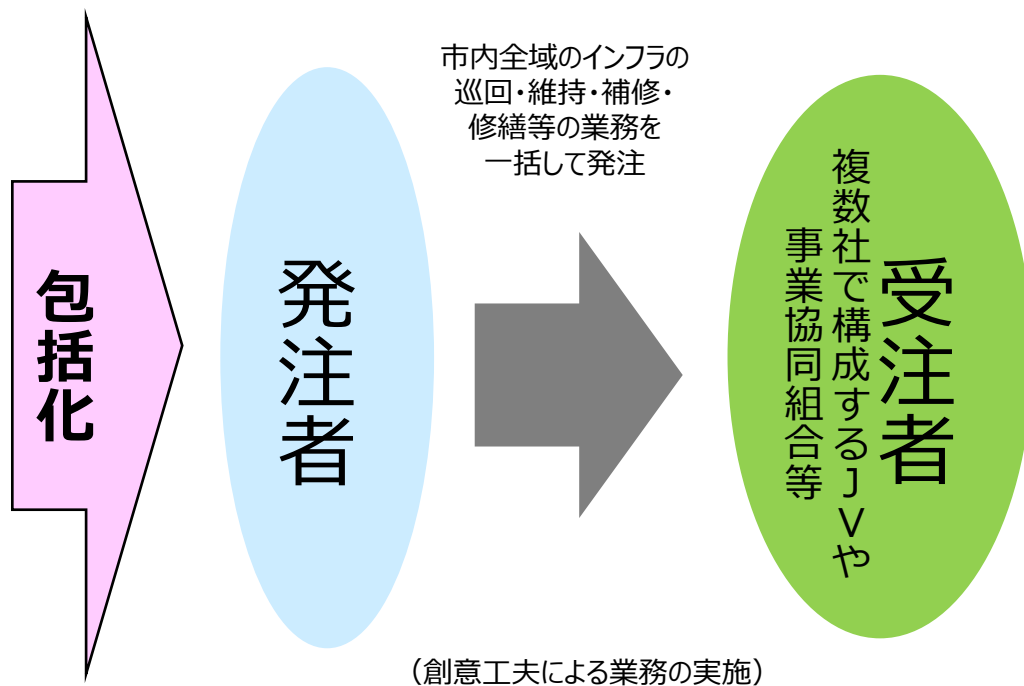 包括化
発注者
市内全域のインフラの
巡回・維持・補修・
修繕等の業務を
一括して発注
受注者
複数社で構成するJVや
事業協同組合等
（創意工夫による業務の実施）